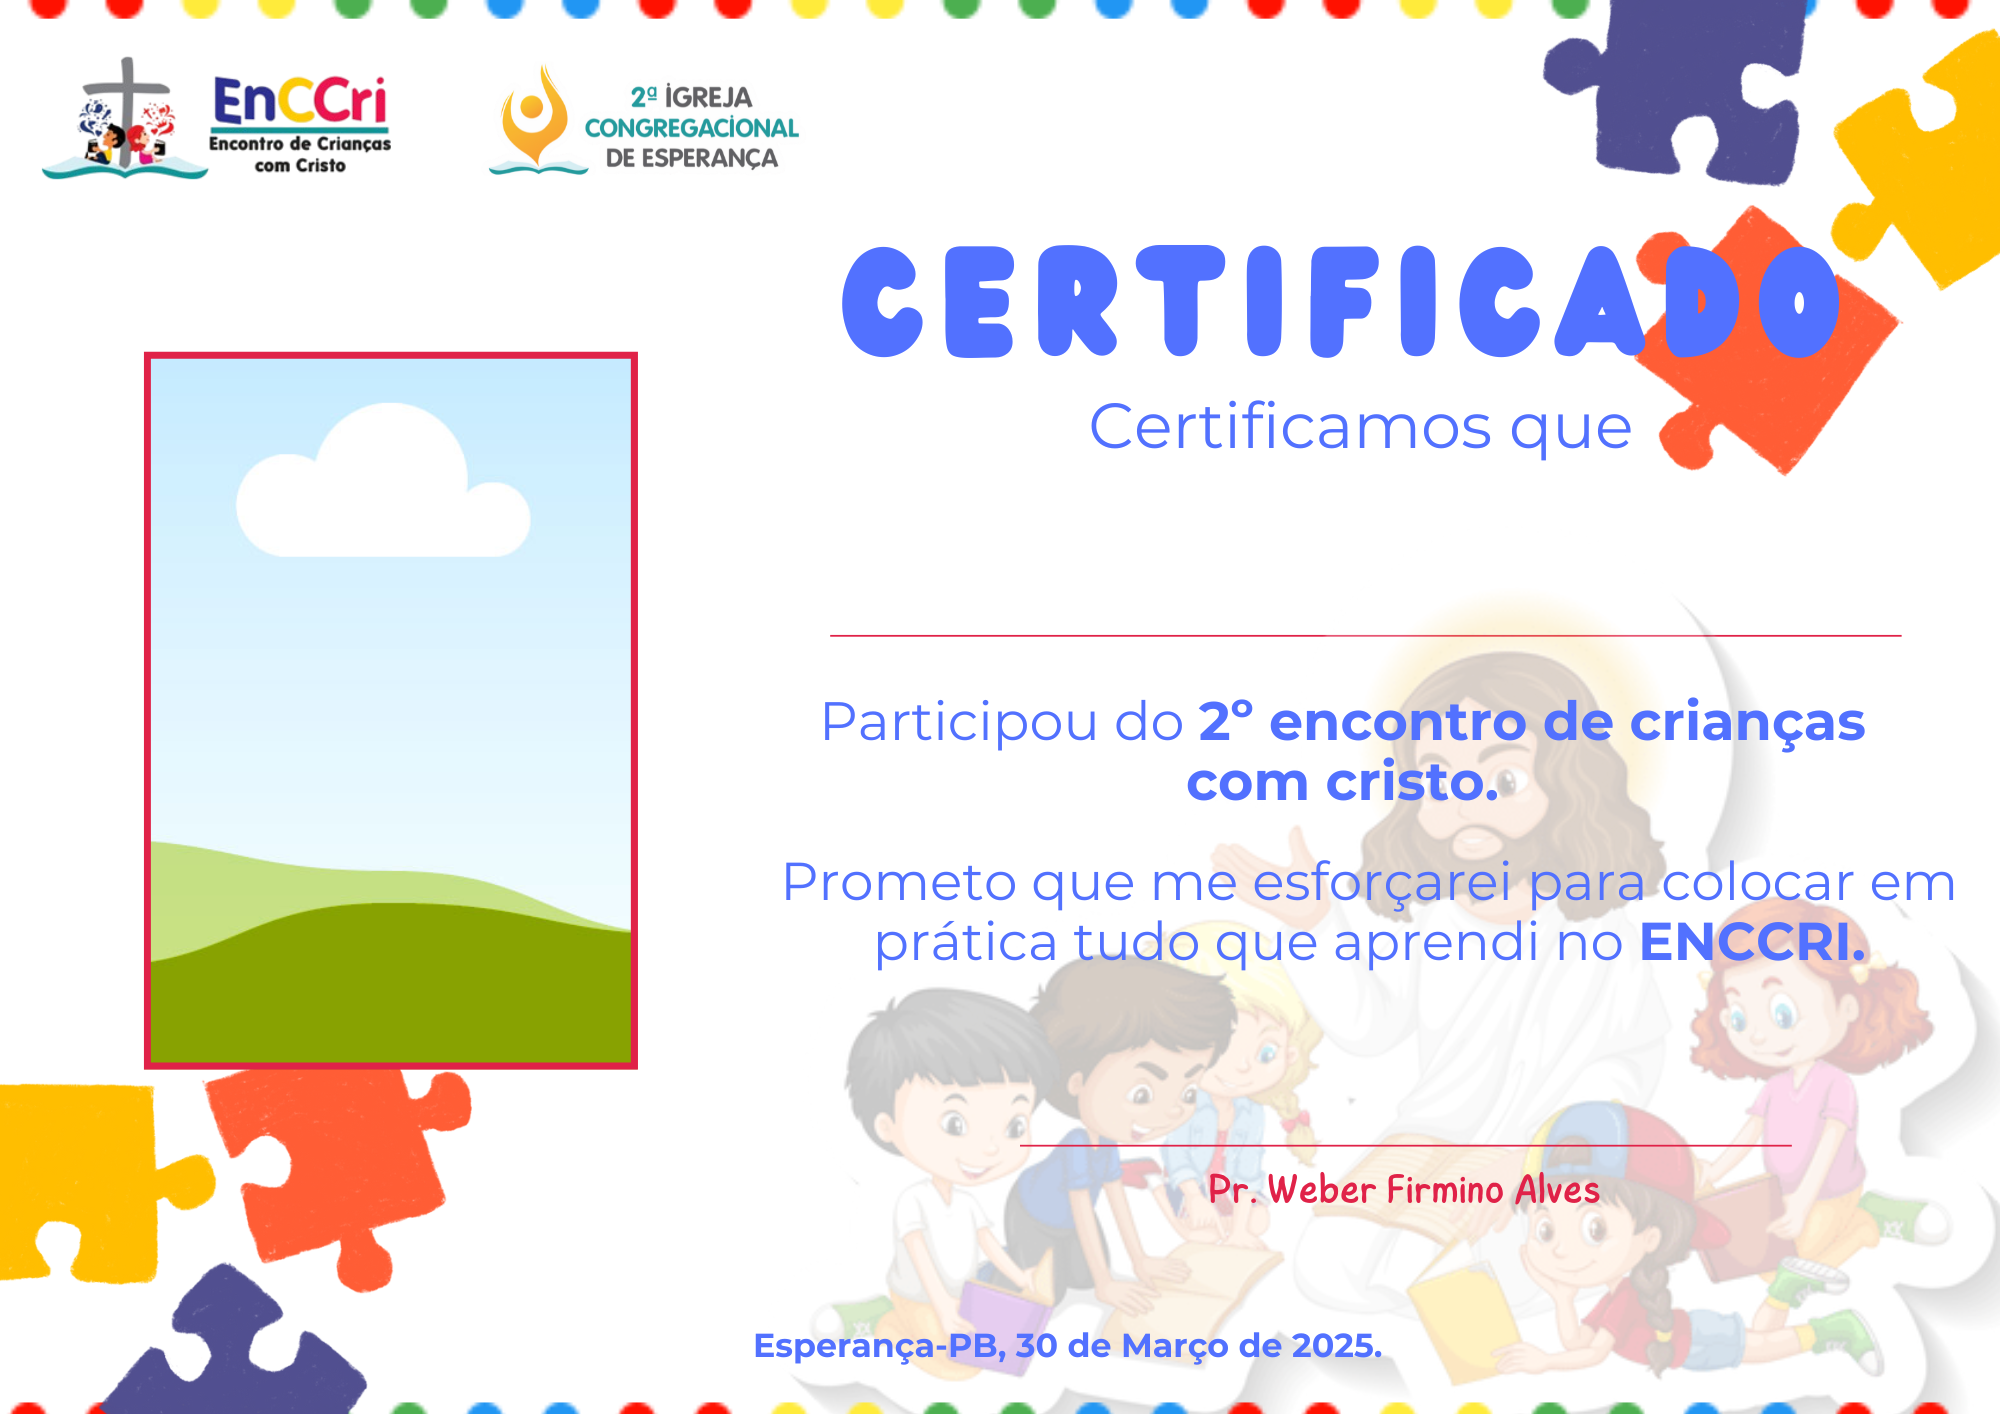 EnCCri
Encontro de Crianças
com Cristo
2ª IGREJA
CONGREGACIONAL
DE ESPERANÇA
CERTIFICADO
Certificamos que
Participou do 2º encontro de crianças
com cristo.
Prometo que me esforçarei para colocar em
prática tudo que aprendi no ENCCRI.
Pr. Weber Firmino Alves
Esperança-PB, 30 de Março de 2025.